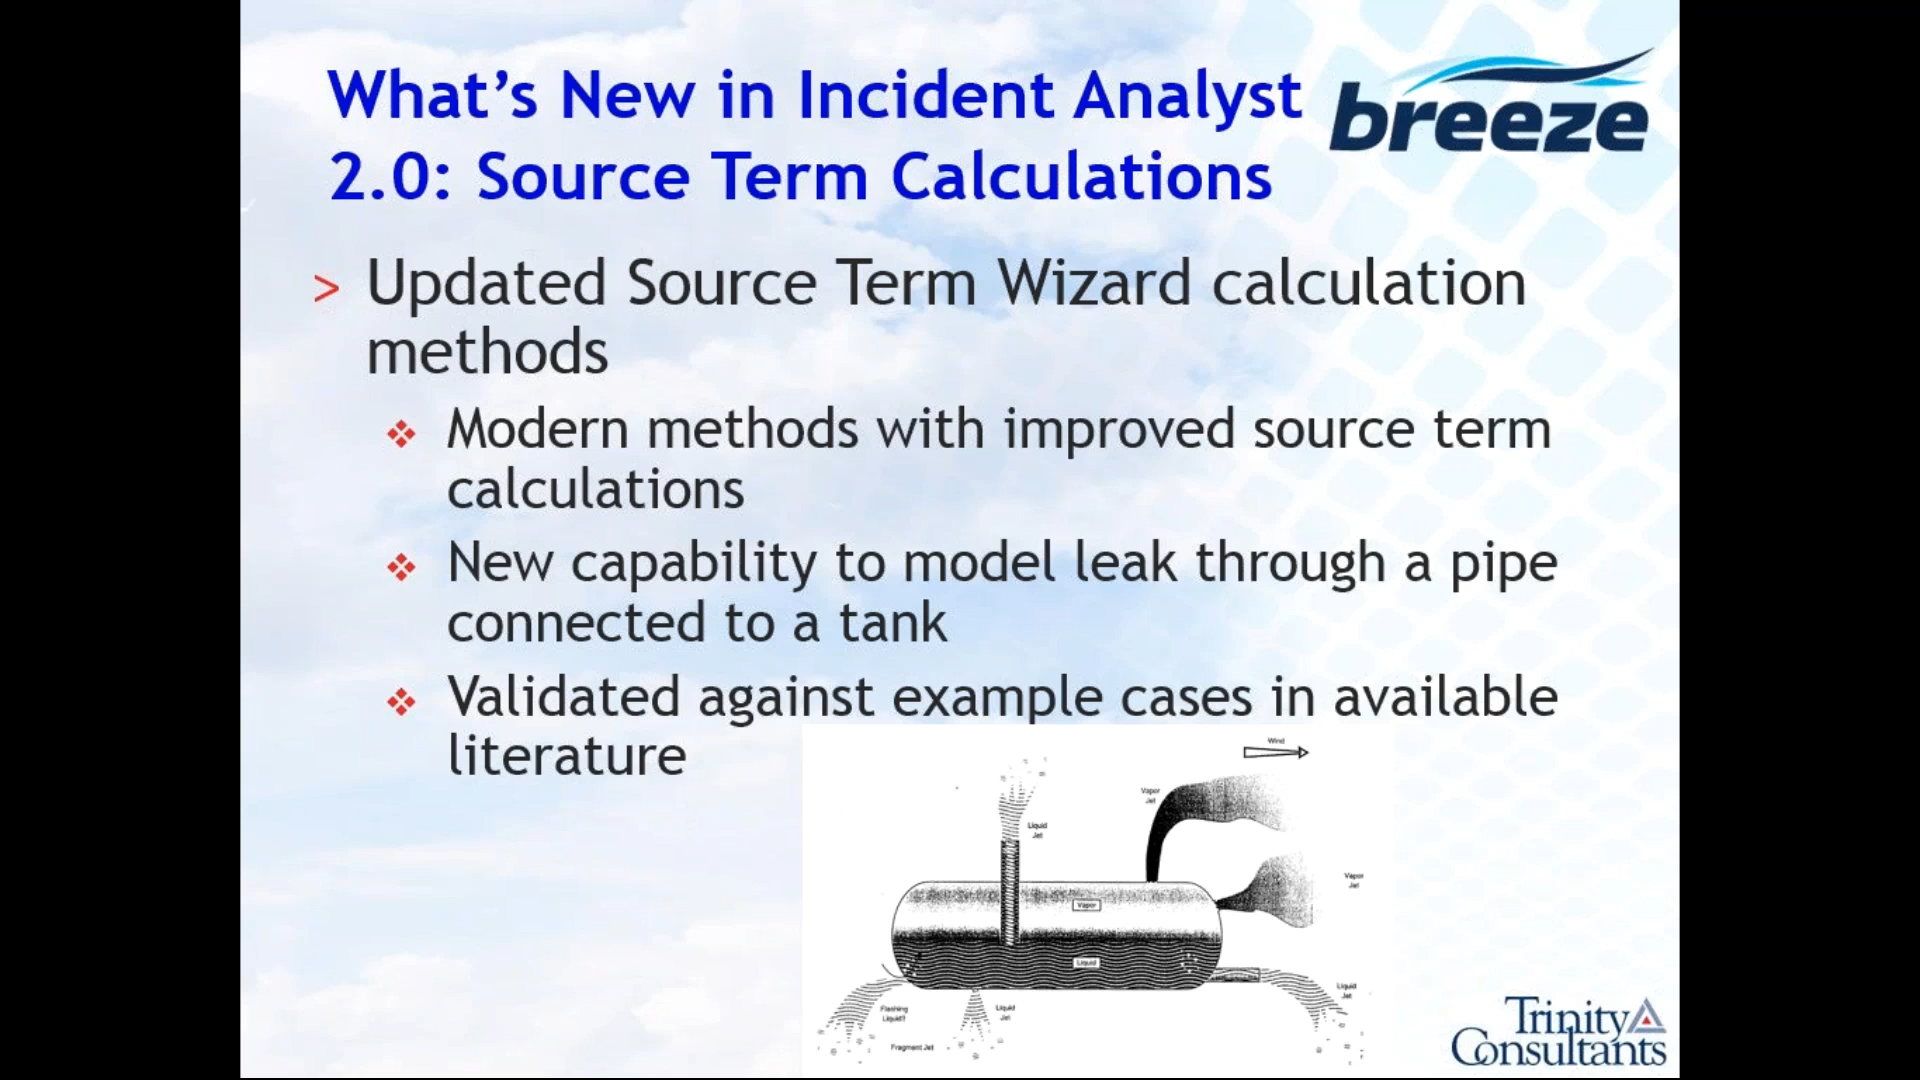 What's New in Incident Analyst
2.0: Source Term Calculations
breeze
> Updated Source Term Wizard calculation
methods
❖ Modern methods with improved source term
calculations
❖ New capability to model leak through a pipe
connected to a tank
❖ Validated against example cases in available
literature
Wind
Vapor
Jet
Liquid
Jet
Vapor
Jet
Vapor
Liquid
Liquid
Jet
Flashing
Liquid?
Liquid
Jet
Fragment Jet
Trinity
Consultants